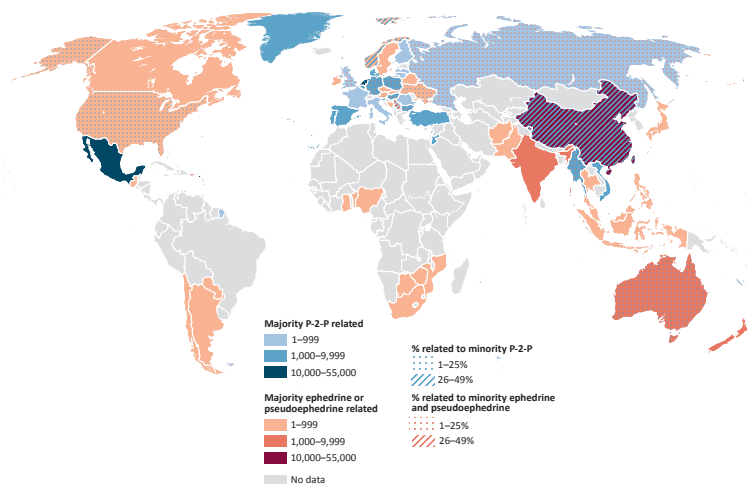 Majority P-2-P related
1–999
1,000–9,999
10,000–55,000
Majority ephedrine or
pseudoephedrine related
1–999
1,000–9,999
10,000–55,000
No data
% related to minority P-2-P
1–25%
26–49%
% related to minority ephedrine
and pseudoephedrine
1–25%
26–49%